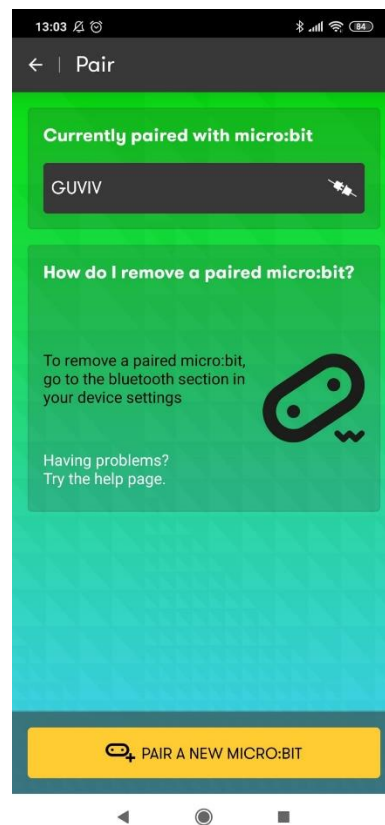 13:03 84
← | Pair
Currently paired with micro:bit
GUVIV
How do I remove a paired micro:bit?
To remove a paired micro:bit,
go to the bluetooth section in
your device settings
Having problems?
Try the help page.
PAIR A NEW MICRO:BIT